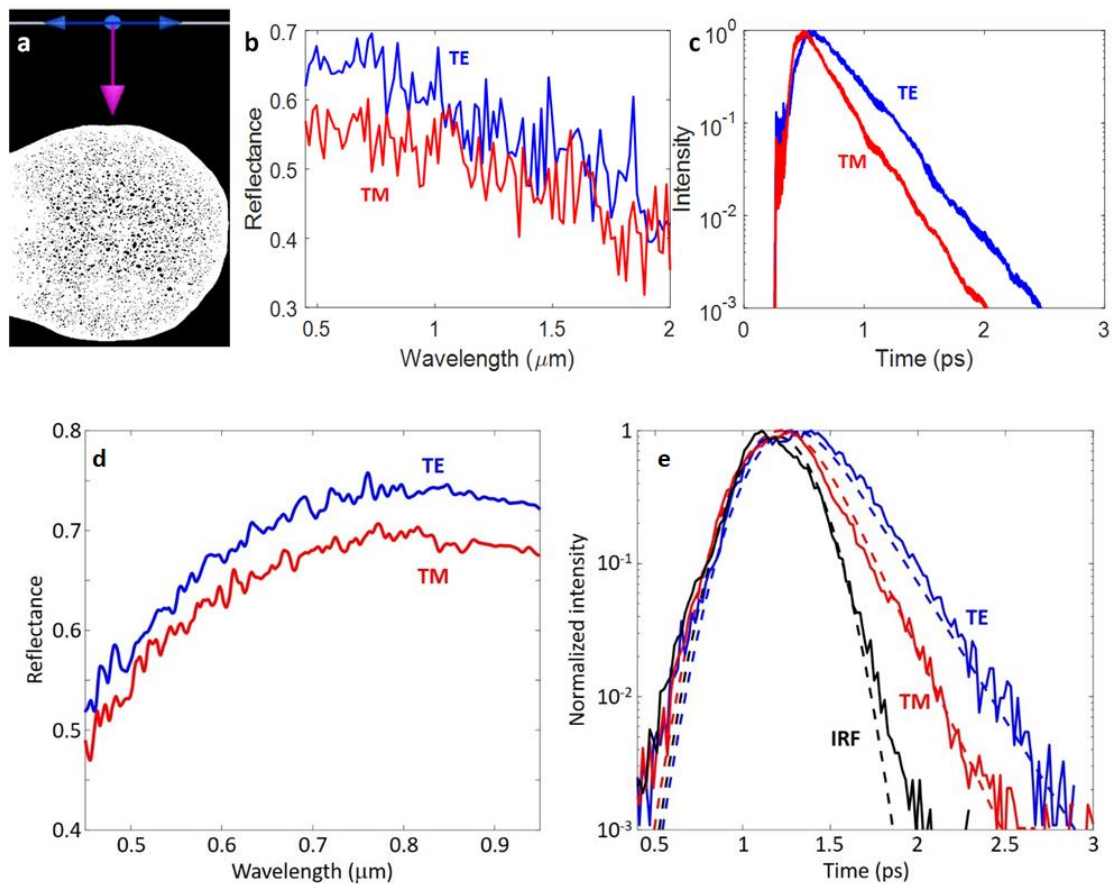 a
b
0.7
0.6
0.5
0.4
0.3
Reflectance
TE
TM
0.5
1
1.5
2
Wavelength (μm)
c
10⁰
10⁻¹
10⁻²
10⁻³
Intensity
TE
TM
0
1
2
3
Time (ps)
d
0.8
0.7
0.6
0.5
0.4
Reflectance
TE
TM
0.5
0.6
0.7
0.8
0.9
Wavelength (μm)
e
1
10⁻¹
10⁻²
10⁻³
Normalized intensity
TE
TM
IRF
0.5
1
1.5
2
2.5
3
Time (ps)